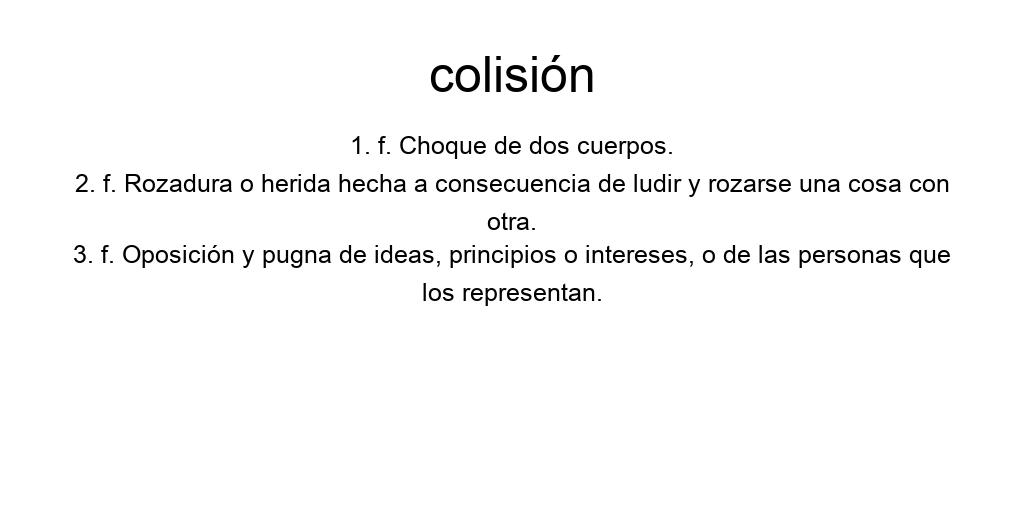 colisión
1. f. Choque de dos cuerpos.
2. f. Rozadura o herida hecha a consecuencia de ludir y rozarse una cosa con
otra.
3. f. Oposición y pugna de ideas, principios o intereses, o de las personas que
los representan.